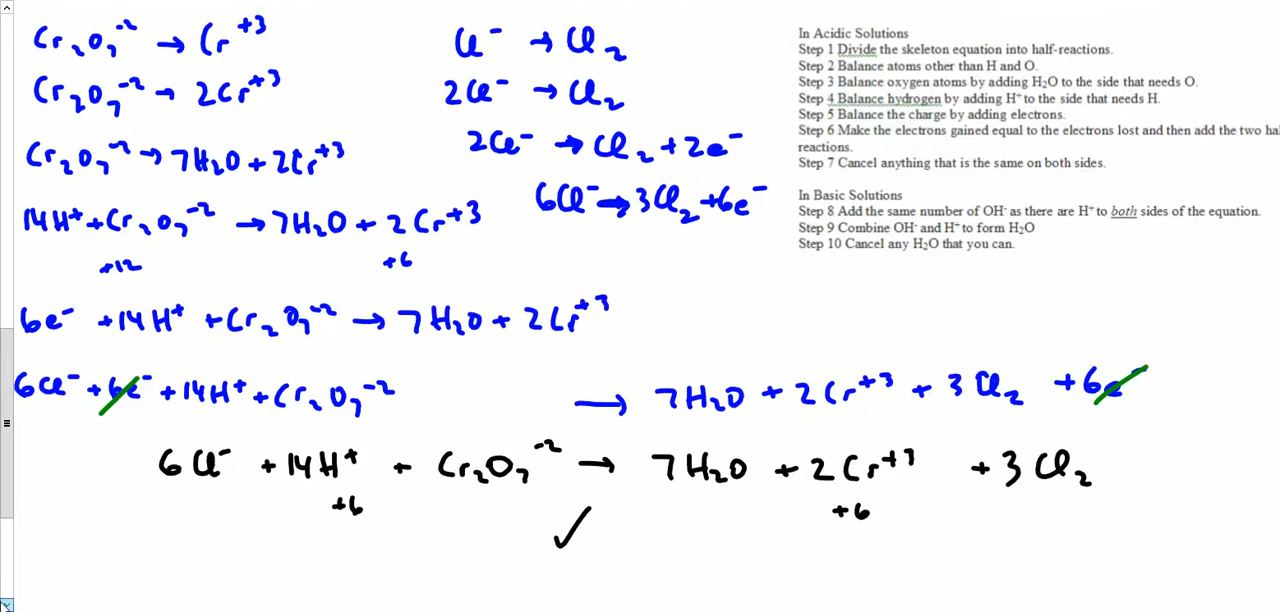 Cr₂O₇⁻² → Cr⁺³
Cr₂O₇⁻² → 2Cr⁺³
Cr₂O₇⁻² → 7H₂O + 2Cr⁺³
14H⁺ + Cr₂O₇⁻² → 7H₂O + 2Cr⁺³
+12 +6
6e⁻ + 14H⁺ + Cr₂O₇⁻² → 7H₂O + 2Cr⁺³
Cl⁻ → Cl₂
2Cl⁻ → Cl₂
2Cl⁻ → Cl₂ + 2e⁻
6Cl⁻ → 3Cl₂ + 6e⁻
In Acidic Solutions
Step 1 Divide the skeleton equation into half-reactions.
Step 2 Balance atoms other than H and O.
Step 3 Balance oxygen atoms by adding H₂O to the side that needs O.
Step 4 Balance hydrogen by adding H⁺ to the side that needs H.
Step 5 Balance the charge by adding electrons.
Step 6 Make the electrons gained equal to the electrons lost and then add the two
reactions.
Step 7 Cancel anything that is the same on both sides.
In Basic Solutions
Step 8 Add the same number of OH⁻ as there are H⁺ to both sides of the equation.
Step 9 Combine OH⁻ and H⁺ to form H₂O
Step 10 Cancel any H₂O that you can.
6Cl⁻ + 6e⁻ + 14H⁺ + Cr₂O₇⁻² → 7H₂O + 2Cr⁺³ + 3Cl₂ + 6e⁻
6Cl⁻ + 14H⁺ + Cr₂O₇⁻² → 7H₂O + 2Cr⁺³ + 3Cl₂
+6 +6